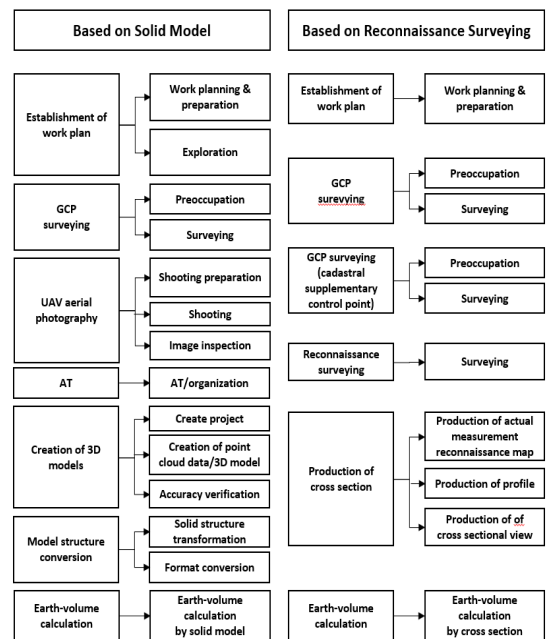 Based on Solid Model
Establishment of
work plan
Work planning &
preparation
Exploration
GCP
surveying
Preoccupation
Surveying
UAV aerial
photography
Shooting preparation
Shooting
Image inspection
AT
AT/organization
Creation of 3D
models
Create project
Creation of point
cloud data/3D model
Accuracy verification
Model structure
conversion
Solid structure
transformation
Format conversion
Earth-volume
calculation
Earth-volume
calculation
by solid model
Based on Reconnaissance Surveying
Establishment of
work plan
Work planning &
preparation
GCP
surevying
Preoccupation
Surveying
GCP surveying
(cadastral
supplementary
control point)
Preoccupation
Surveying
Reconnaissance
surveying
Surveying
Production of
cross section
Production of actual
measurement
reconnaissance map
Production of profile
Production of of
cross sectional view
Earth-volume
calculation
Earth-volume
calculation
by cross section